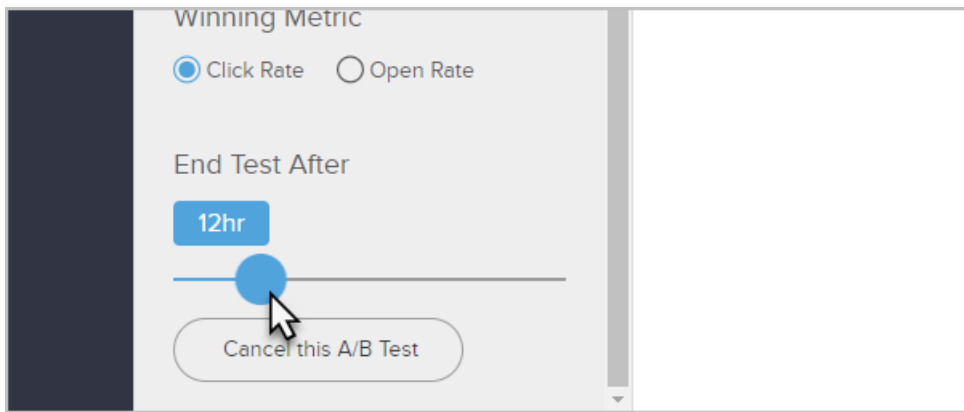 Winning Metric
Click Rate Open Rate
End Test After
12hr
Cancel this A/B Test